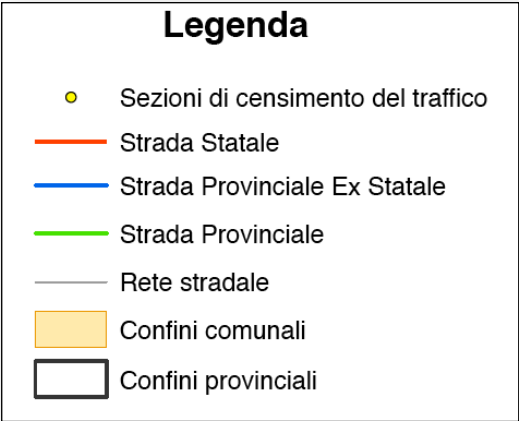 Legenda
Sezioni di censimento del traffico
Strada Statale
Strada Provinciale Ex Statale
Strada Provinciale
Rete stradale
Confini comunali
Confini provinciali